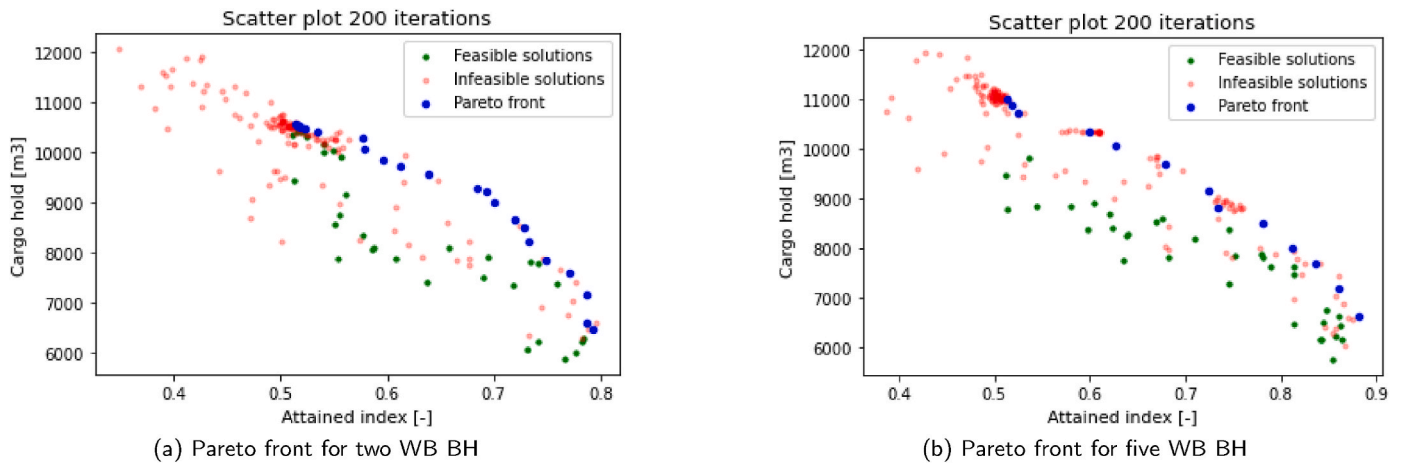 Scatter plot 200 iterations
12000
11000
10000
9000
8000
7000
6000
Cargo hold [m3]
Feasible solutions
Infeasible solutions
Pareto front
0.4
0.5
0.6
0.7
0.8
Attained index [-]
(a) Pareto front for two WB BH
Scatter plot 200 iterations
12000
11000
10000
9000
8000
7000
6000
Cargo hold [m3]
Feasible solutions
Infeasible solutions
Pareto front
0.4
0.5
0.6
0.7
0.8
0.9
Attained index [-]
(b) Pareto front for five WB BH